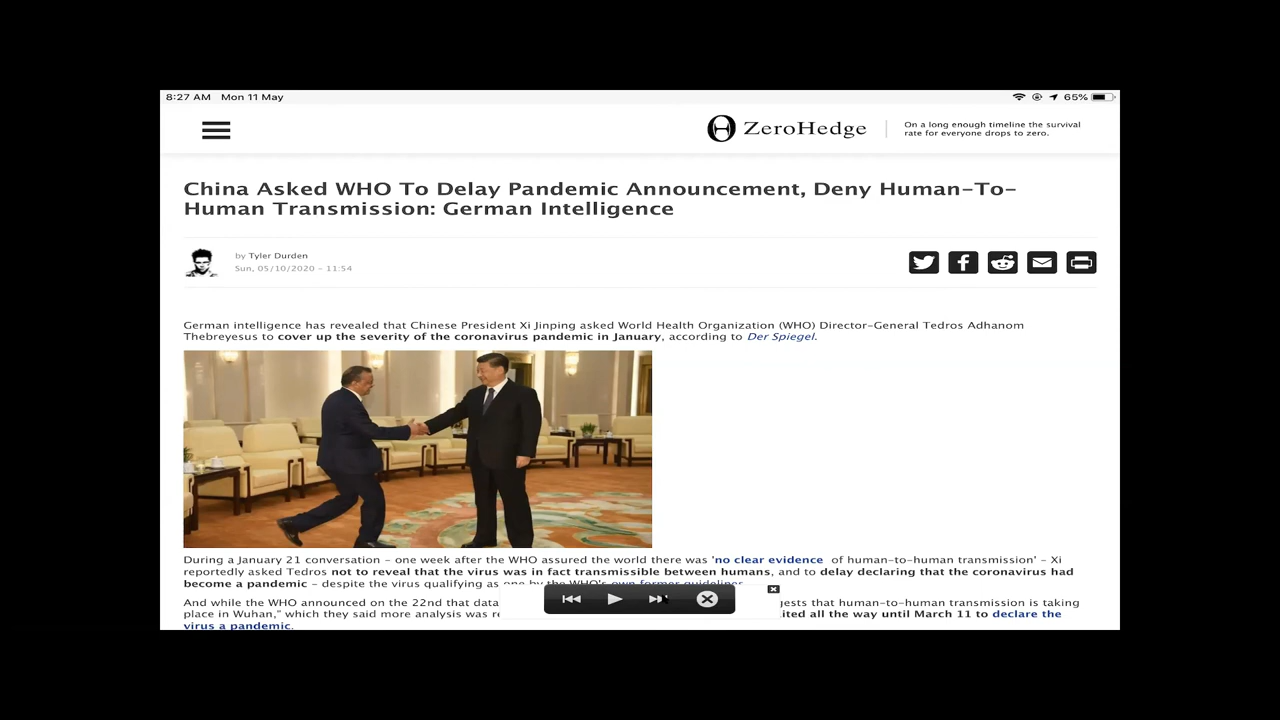 8:27 AM Mon 11 May
65%
ZeroHedge
On a long enough timeline the survival
rate for everyone drops to zero.
China Asked WHO To Delay Pandemic Announcement, Deny Human-To-
Human Transmission: German Intelligence
by Tyler Durden
Sun, 05/10/2020 - 11:54
German intelligence has revealed that Chinese President Xi Jinping asked World Health Organization (WHO) Director-General Tedros Adhanom
Thebreyesus to cover up the severity of the coronavirus pandemic in January, according to Der Spiegel.
During a January 21 conversation - one week after the WHO assured the world there was 'no clear evidence of human-to-human transmission' - Xi
reportedly asked Tedros not to reveal that the virus was in fact transmissible between humans, and to delay declaring that the coronavirus had
become a pandemic - despite the virus qualifying as one by the WHO's own former guidelines.
And while the WHO announced on the 22nd that data that human-to-human transmission is taking
place in Wuhan," which they said more analysis was all the way until March 11 to declare the
virus a pandemic.